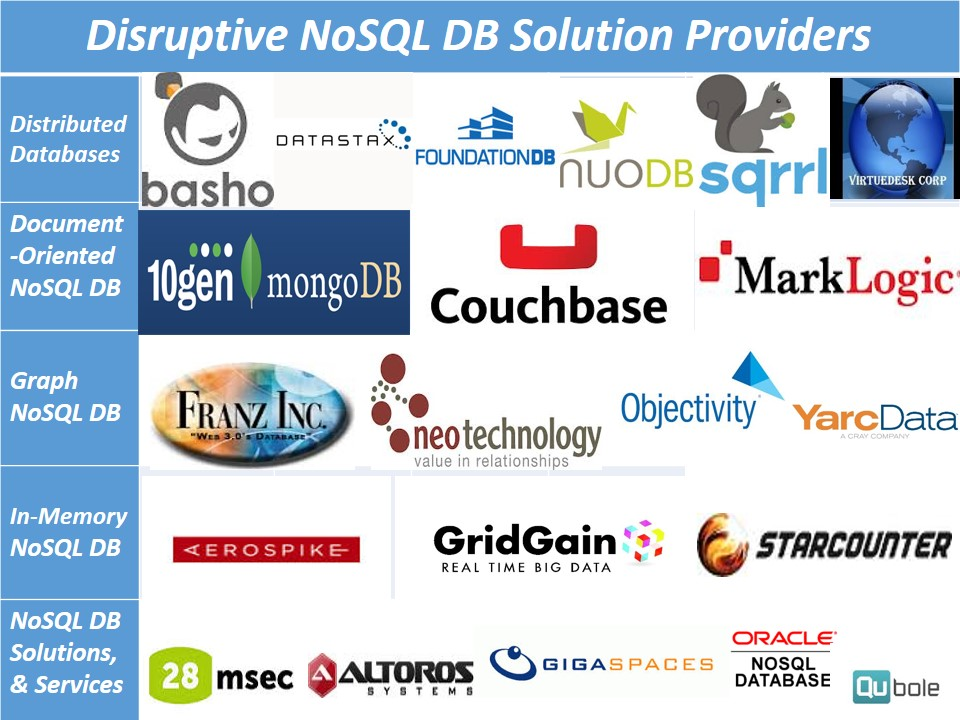 Disruptive NoSQL DB Solution Providers
Distributed
Databases
basho
DATASTAX
FOUNDATIONDB
NUODB
sqrrl
VIRTUEDESK CORP
Document
-Oriented
NoSQL DB
10gen
mongoDB
Couchbase
MarkLogic
Graph
NoSQL DB
FRANZ INC.
"WEB 3.0'S DATABASE"
neotechnology
value in relationships
Objectivity
YarcData
A CRAY COMPANY
In-Memory
NoSQL DB
AEROSPIKE
GridGain
REAL TIME BIG DATA
STARCOUNTER
NoSQL DB
Solutions,
& Services
28 msec
ALTOROS
SYSTEMS
GIGASPACES
ORACLE
NOSQL
DATABASE
Qubole